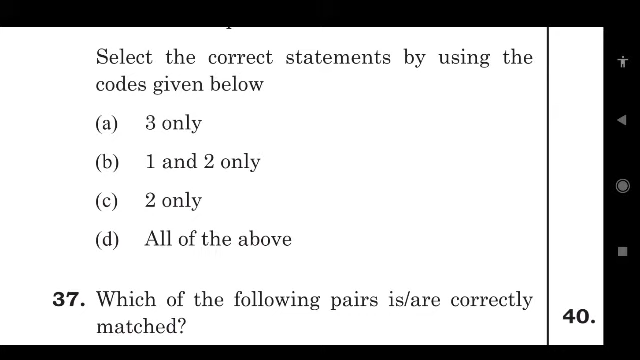 Select the correct statements by using the
codes given below
(a) 3 only
(b) 1 and 2 only
(c) 2 only
(d) All of the above
37. Which of the following pairs is/are correctly
matched?
40.